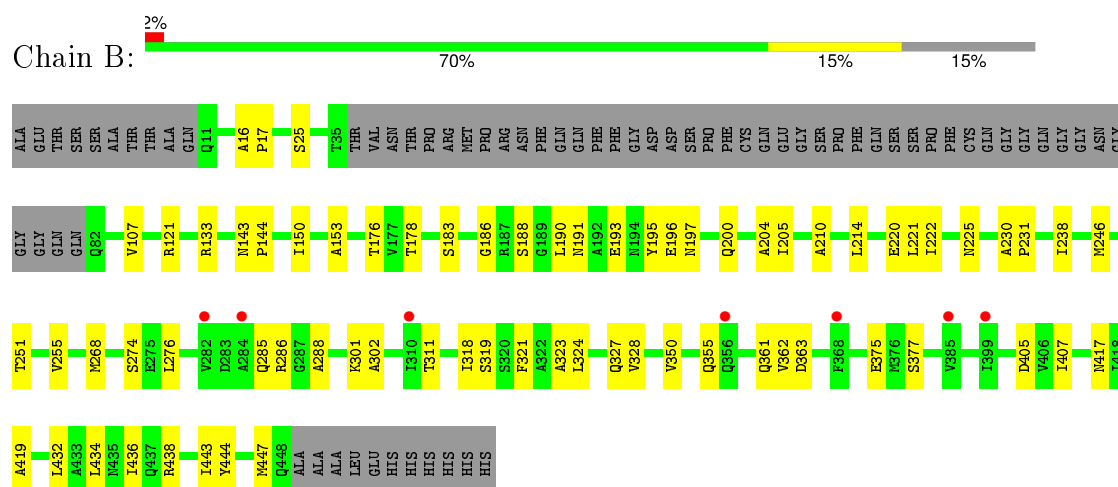 2%
Chain B:
70% 15% 15%
ALA GLU THR SER SER ALA THR THR ALA GLN Q11 A16 P17 S25 T35 THR VAL ASN THR PRO ARG MET PRO ARG ASN PHE GLN GLN PHE PHE GLY ASP ASP SER PRO PHE CYS GLN GLU GLY SER PRO PHE GLN SER SER PRO PHE CYS GLN GLY GLY GLN GLY GLY ASN GLY
GLY GLY GLN GLN Q82 V107 R121 R133 N143 P144 I150 A153 T176 V177 T178 S183 G186 R187 S188 G189 L190 N191 A192 E193 N194 Y195 E196 N197 Q200 A204 I205 A210 L214 E220 L221 I222 N225 A230 P231 I238 M246
T251 V255 M268 S274 E275 L276 V282 D283 A284 Q285 R286 G287 A288 K301 A302 I310 T311 I318 S319 S320 F321 A322 A323 L324 Q327 V328 V350 Q355 Q356 Q361 V362 D363 F368 E375 M376 S377 V385 I399 D405 V406 I407 N417 I418
A419 L432 A433 L434 N435 I436 Q437 R438 I443 Y444 M447 Q448 ALA ALA ALA LEU GLU HIS HIS HIS HIS HIS HIS